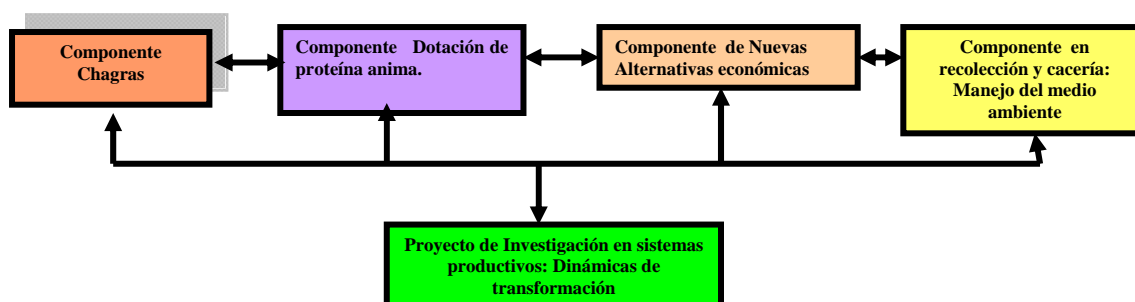 Componente
Chagras
Componente Dotación de
proteína anima.
Componente de Nuevas
Alternativas económicas
Componente en
recolección y cacería:
Manejo del medio
ambiente
Proyecto de Investigación en sistemas
productivos: Dinámicas de
transformación